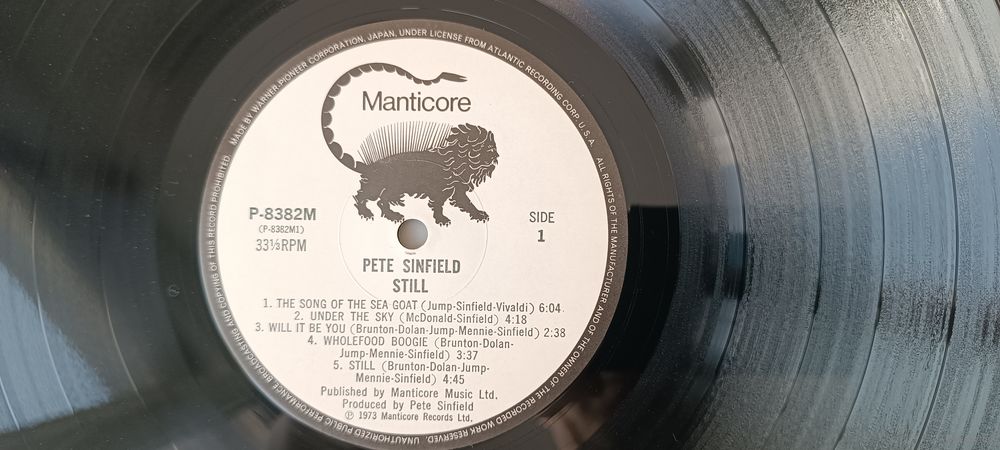 MADE BY WARNER-PIONEER CORPORATION, JAPAN, UNDER LICENSE FROM ATLANTIC RECORDING CORP. U.S.A. ALL RIGHTS OF THE MANUFACTURER AND OF THE OWNER OF THE RECORDED WORK RESERVED. UNAUTHORIZED PUBLIC PERFORMANCE BROADCASTING AND COPYING OF THIS RECORD PROHIBITED.
Manticore
P-8382M
(P-8382M1)
33⅓RPM
SIDE
1
PETE SINFIELD
STILL
1. THE SONG OF THE SEA GOAT (Jump-Sinfield-Vivaldi) 6:04
2. UNDER THE SKY (McDonald-Sinfield) 4:18
3. WILL IT BE YOU (Brunton-Dolan-Jump-Mennie-Sinfield) 2:38
4. WHOLEFOOD BOOGIE (Brunton-Dolan-
Jump-Mennie-Sinfield) 3:37
5. STILL (Brunton-Dolan-Jump-
Mennie-Sinfield) 4:45
Published by Manticore Music Ltd.
Produced by Pete Sinfield
℗ 1973 Manticore Records Ltd.